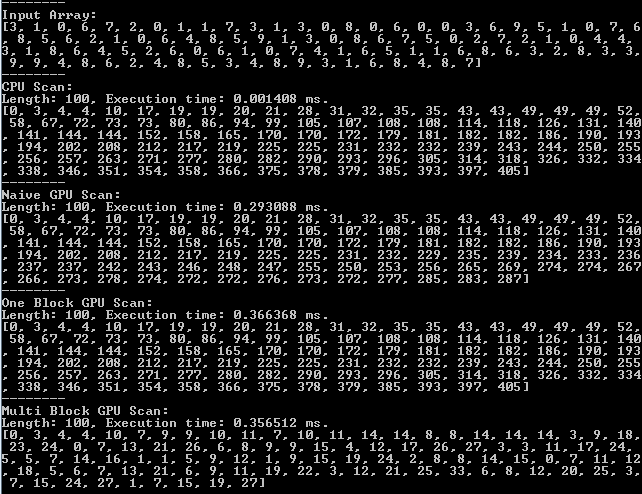 --------
Input Array:
[3, 1, 0, 6, 7, 2, 0, 1, 1, 7, 3, 1, 3, 0, 8, 0, 6, 0, 0, 3, 6, 9, 5, 1, 0, 7, 6
, 8, 5, 6, 2, 1, 0, 6, 4, 8, 5, 9, 1, 3, 0, 8, 6, 7, 5, 0, 2, 7, 2, 1, 0, 4, 4,
3, 1, 8, 6, 4, 5, 2, 6, 0, 6, 1, 0, 7, 4, 1, 6, 5, 1, 1, 6, 8, 6, 3, 2, 8, 3, 3,
 9, 9, 4, 8, 6, 2, 4, 8, 5, 3, 4, 8, 9, 3, 1, 6, 8, 4, 8, 7]
--------
CPU Scan:
Length: 100, Execution time: 0.001408 ms.
[0, 3, 4, 4, 10, 17, 19, 19, 20, 21, 28, 31, 32, 35, 35, 43, 43, 49, 49, 49, 52,
 58, 67, 72, 73, 73, 80, 86, 94, 99, 105, 107, 108, 108, 114, 118, 126, 131, 140
, 141, 144, 144, 152, 158, 165, 170, 170, 172, 179, 181, 182, 182, 186, 190, 193
, 194, 202, 208, 212, 217, 219, 225, 225, 231, 232, 232, 239, 243, 244, 250, 255
, 256, 257, 263, 271, 277, 280, 282, 290, 293, 296, 305, 314, 318, 326, 332, 334
, 338, 346, 351, 354, 358, 366, 375, 378, 379, 385, 393, 397, 405]
--------
Naive GPU Scan:
Length: 100, Execution time: 0.293088 ms.
[0, 3, 4, 4, 10, 17, 19, 19, 20, 21, 28, 31, 32, 35, 35, 43, 43, 49, 49, 49, 52,
 58, 67, 72, 73, 73, 80, 86, 94, 99, 105, 107, 108, 108, 114, 118, 126, 131, 140
, 141, 144, 144, 152, 158, 165, 170, 170, 172, 179, 181, 182, 182, 186, 190, 193
, 194, 202, 208, 212, 217, 219, 225, 225, 231, 232, 229, 235, 239, 234, 233, 236
, 237, 237, 242, 243, 246, 248, 247, 255, 250, 253, 256, 265, 269, 274, 274, 267
, 266, 273, 278, 274, 272, 272, 276, 273, 272, 277, 285, 283, 287]
--------
One Block GPU Scan:
Length: 100, Execution time: 0.366368 ms.
[0, 3, 4, 4, 10, 17, 19, 19, 20, 21, 28, 31, 32, 35, 35, 43, 43, 49, 49, 49, 52,
 58, 67, 72, 73, 73, 80, 86, 94, 99, 105, 107, 108, 108, 114, 118, 126, 131, 140
, 141, 144, 144, 152, 158, 165, 170, 170, 172, 179, 181, 182, 182, 186, 190, 193
, 194, 202, 208, 212, 217, 219, 225, 225, 231, 232, 232, 239, 243, 244, 250, 255
, 256, 257, 263, 271, 277, 280, 282, 290, 293, 296, 305, 314, 318, 326, 332, 334
, 338, 346, 351, 354, 358, 366, 375, 378, 379, 385, 393, 397, 405]
--------
Multi Block GPU Scan:
Length: 100, Execution time: 0.356512 ms.
[0, 3, 4, 4, 10, 7, 9, 9, 10, 11, 7, 10, 11, 14, 14, 8, 8, 14, 14, 14, 3, 9, 18,
 23, 24, 0, 7, 13, 21, 26, 6, 8, 9, 9, 15, 4, 12, 17, 26, 27, 3, 3, 11, 17, 24,
5, 5, 7, 14, 16, 1, 1, 5, 9, 12, 1, 9, 15, 19, 24, 2, 8, 8, 14, 15, 0, 7, 11, 12
, 18, 5, 6, 7, 13, 21, 6, 9, 11, 19, 22, 3, 12, 21, 25, 33, 6, 8, 12, 20, 25, 3,
 7, 15, 24, 27, 1, 7, 15, 19, 27]